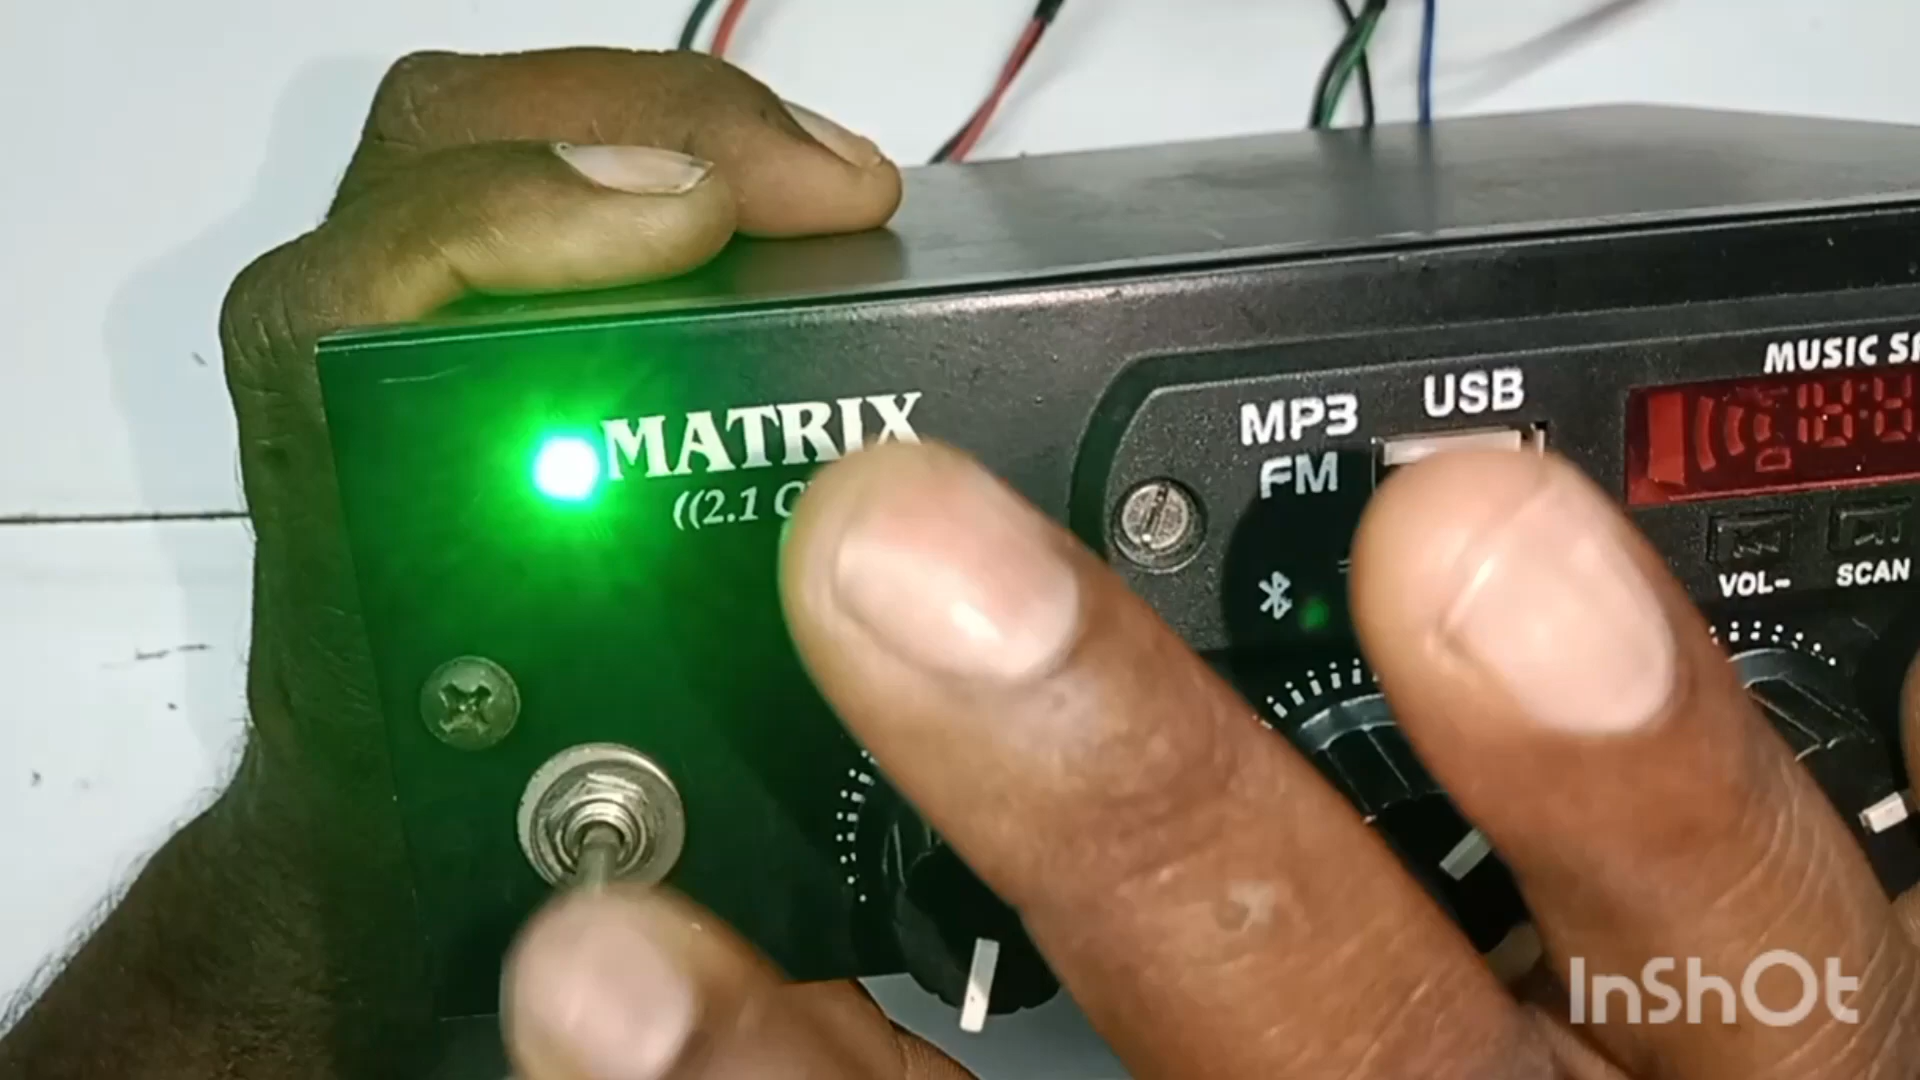 MATRIX
((2.1
MUSIC
MP3
USB
FM
VOL-
SCAN
InShOt